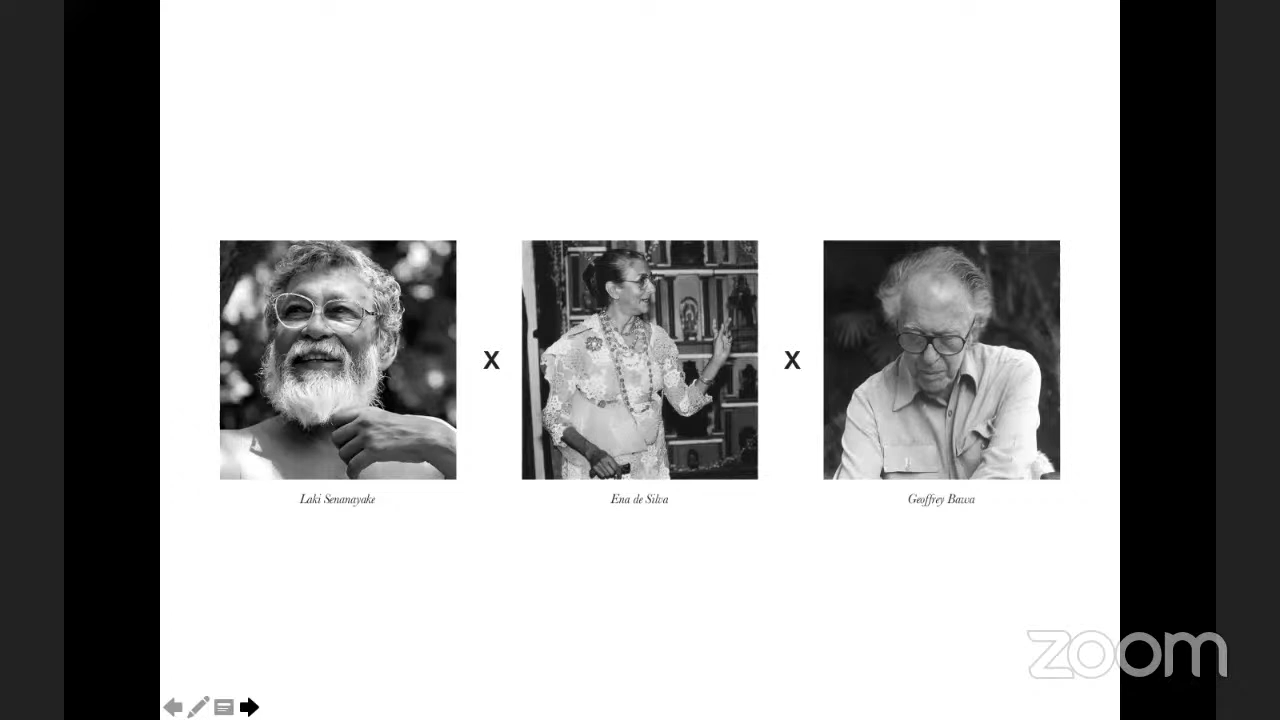 X
X
Laki Senanayake
Ena de Silva
Geoffrey Bawa
zoom